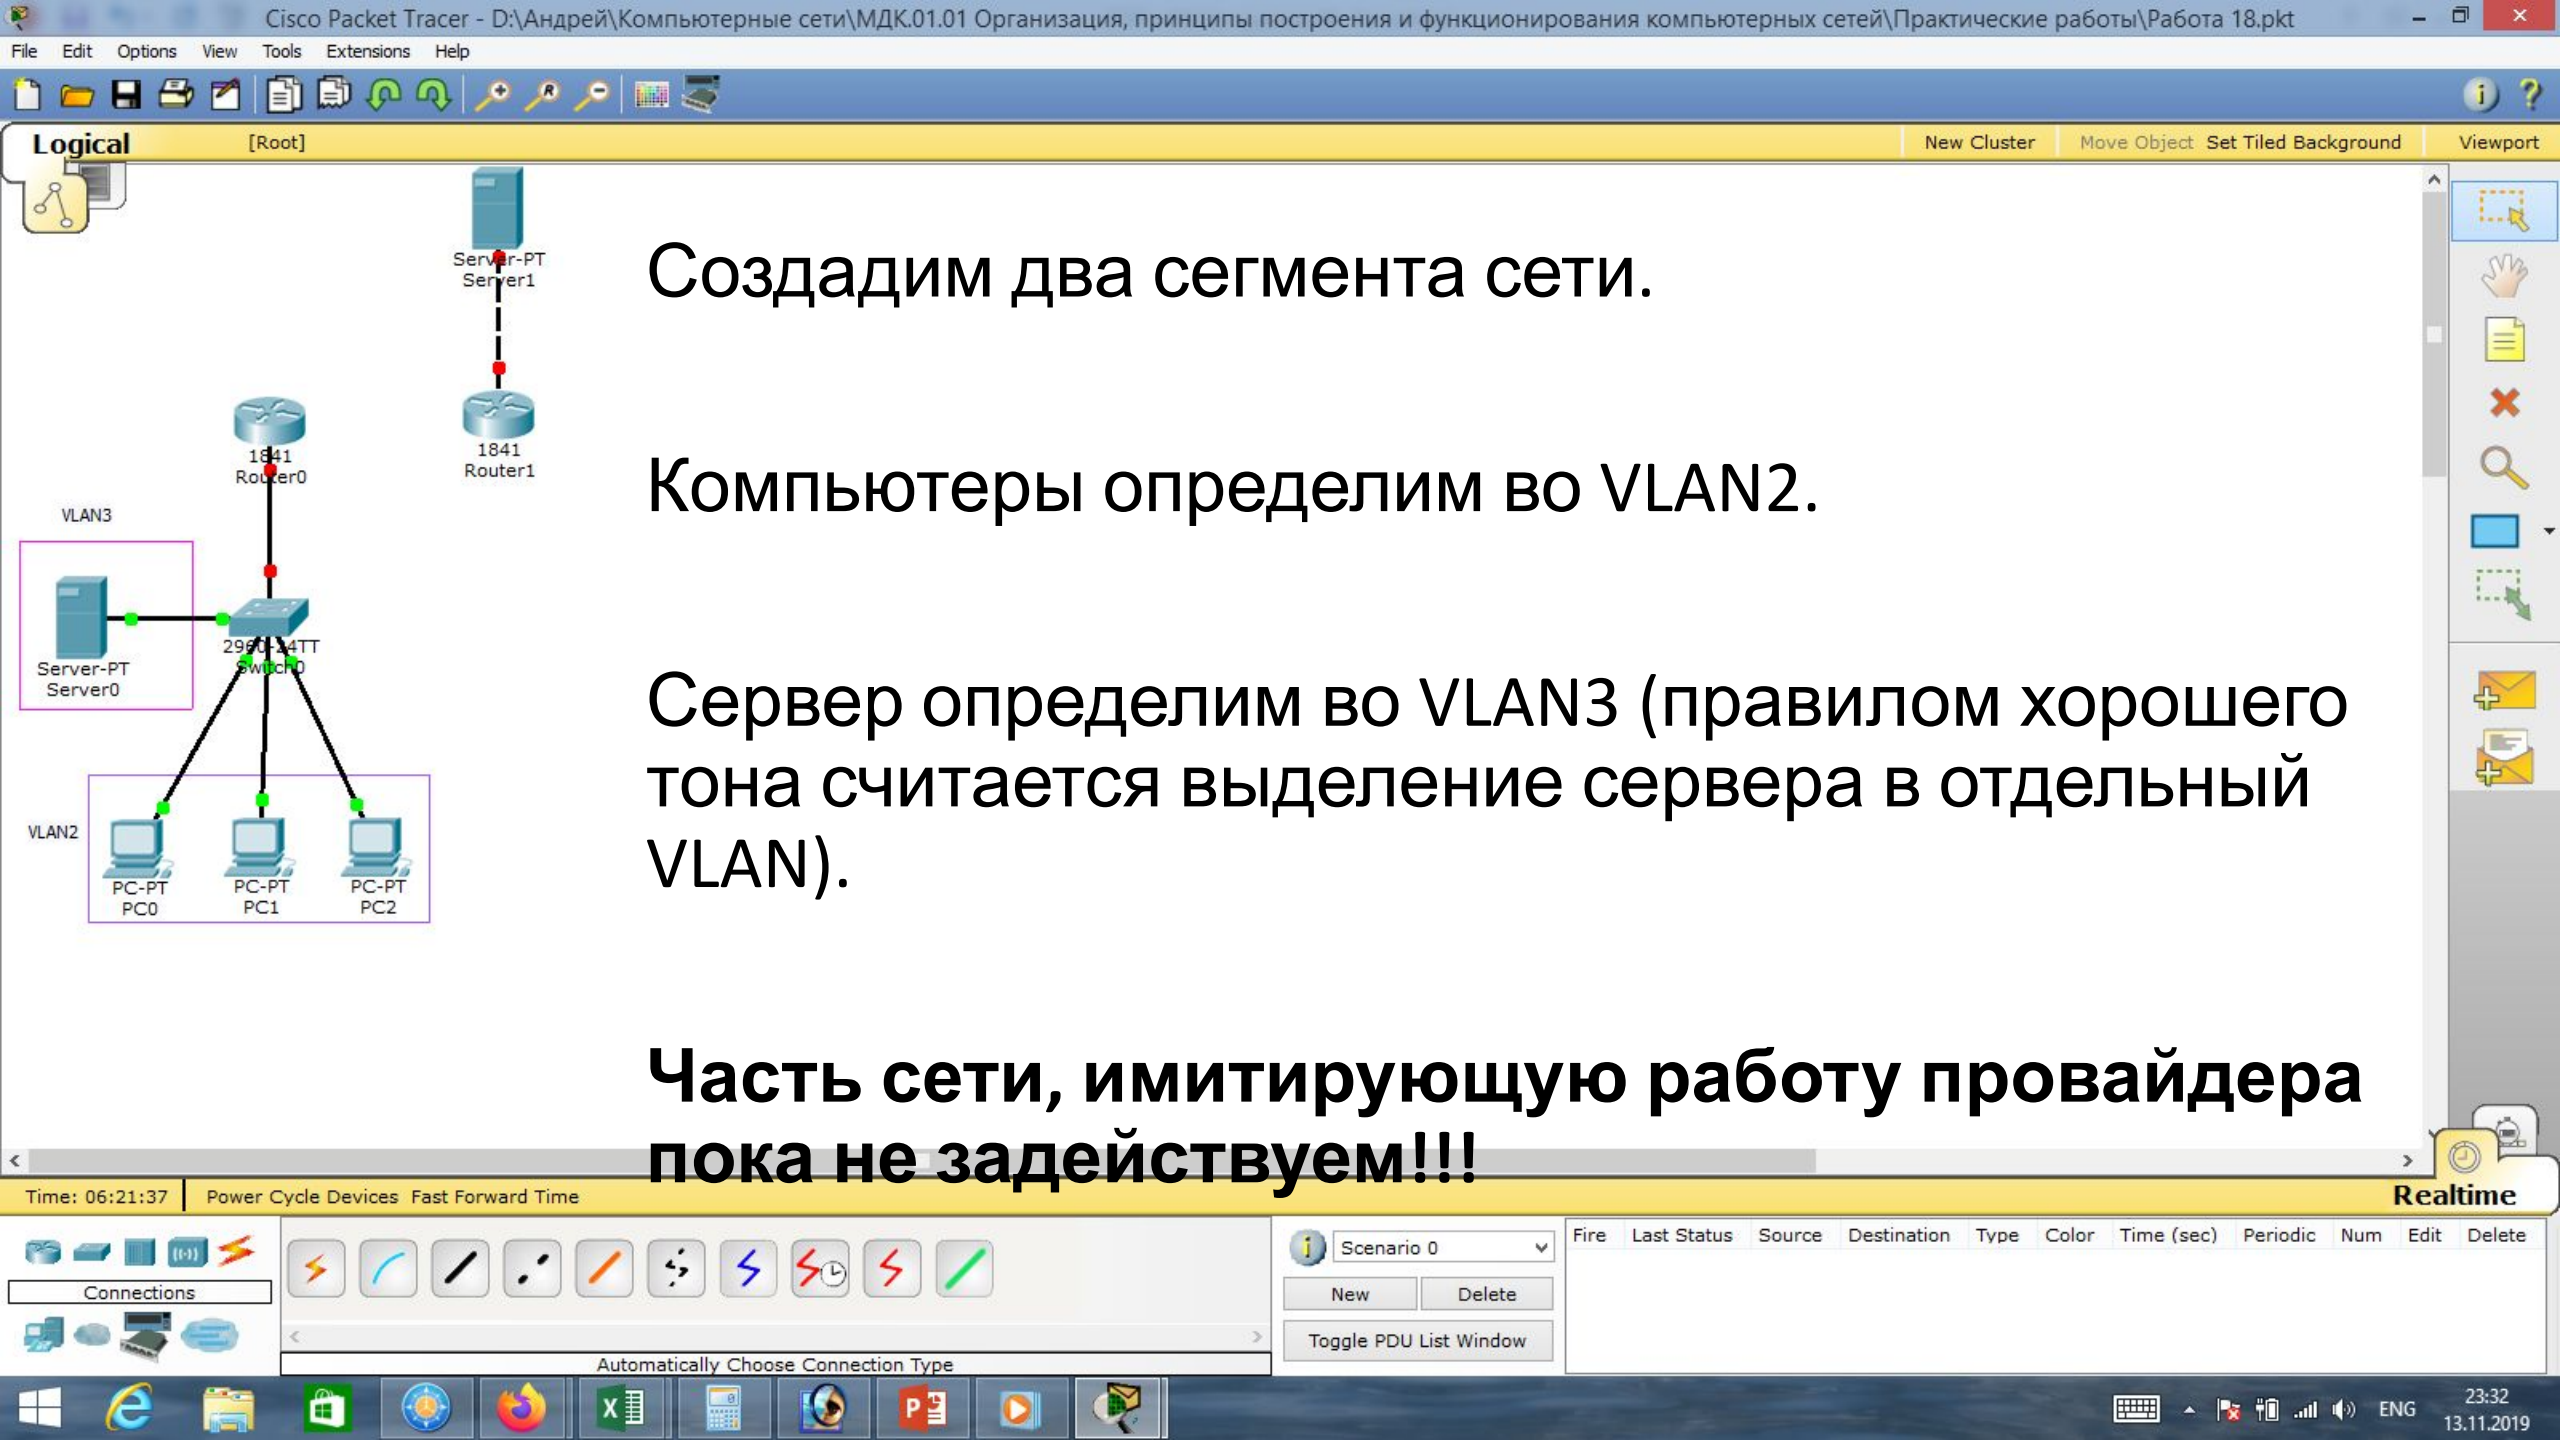 Cisco Packet Tracer - D:\Андрей\Компьютерные сети\МДК.01.01 Организация, принципы построения и функционирования компьютерных сетей\Практические работы\Работа 18.pkt
File Edit Options View Tools Extensions Help
Logical [Root] New Cluster Move Object Set Tiled Background Viewport
Server-PT
Server1
1841
Router0
1841
Router1
VLAN3
Server-PT
Server0
2960-24TT
Switch0
VLAN2
PC-PT
PC0
PC-PT
PC1
PC-PT
PC2
Создадим два сегмента сети.
Компьютеры определим во VLAN2.
Сервер определим во VLAN3 (правилом хорошего
тона считается выделение сервера в отдельный
VLAN).
Часть сети, имитирующую работу провайдера
пока не задействуем!!!
Time: 06:21:37 Power Cycle Devices Fast Forward Time Realtime
Connections
Automatically Choose Connection Type
Scenario 0
New Delete
Toggle PDU List Window
Fire Last Status Source Destination Type Color Time (sec) Periodic Num Edit Delete
ENG
23:32
13.11.2019